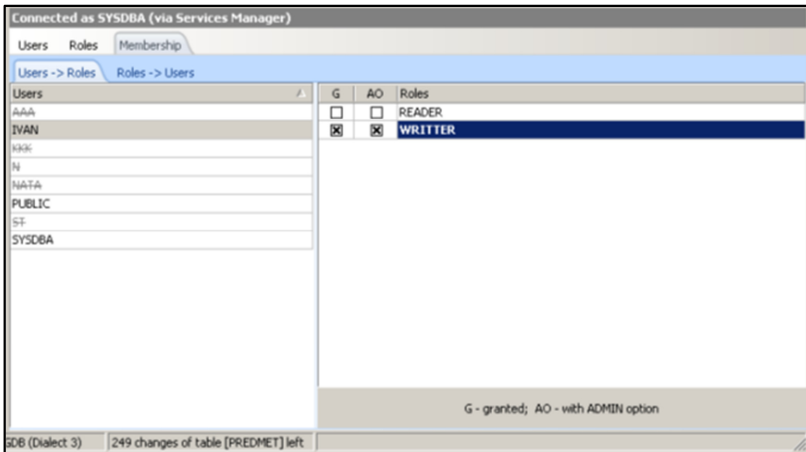 Connected as SYSDBA (via Services Manager)
Users Roles Membership
Users -> Roles Roles -> Users
Users G AO Roles
AAA READER
IVAN WRITTER
KKK
N
NATA
PUBLIC
ST
SYSDBA
G - granted; AO - with ADMIN option
GDB (Dialect 3) 249 changes of table [PREDMET] left